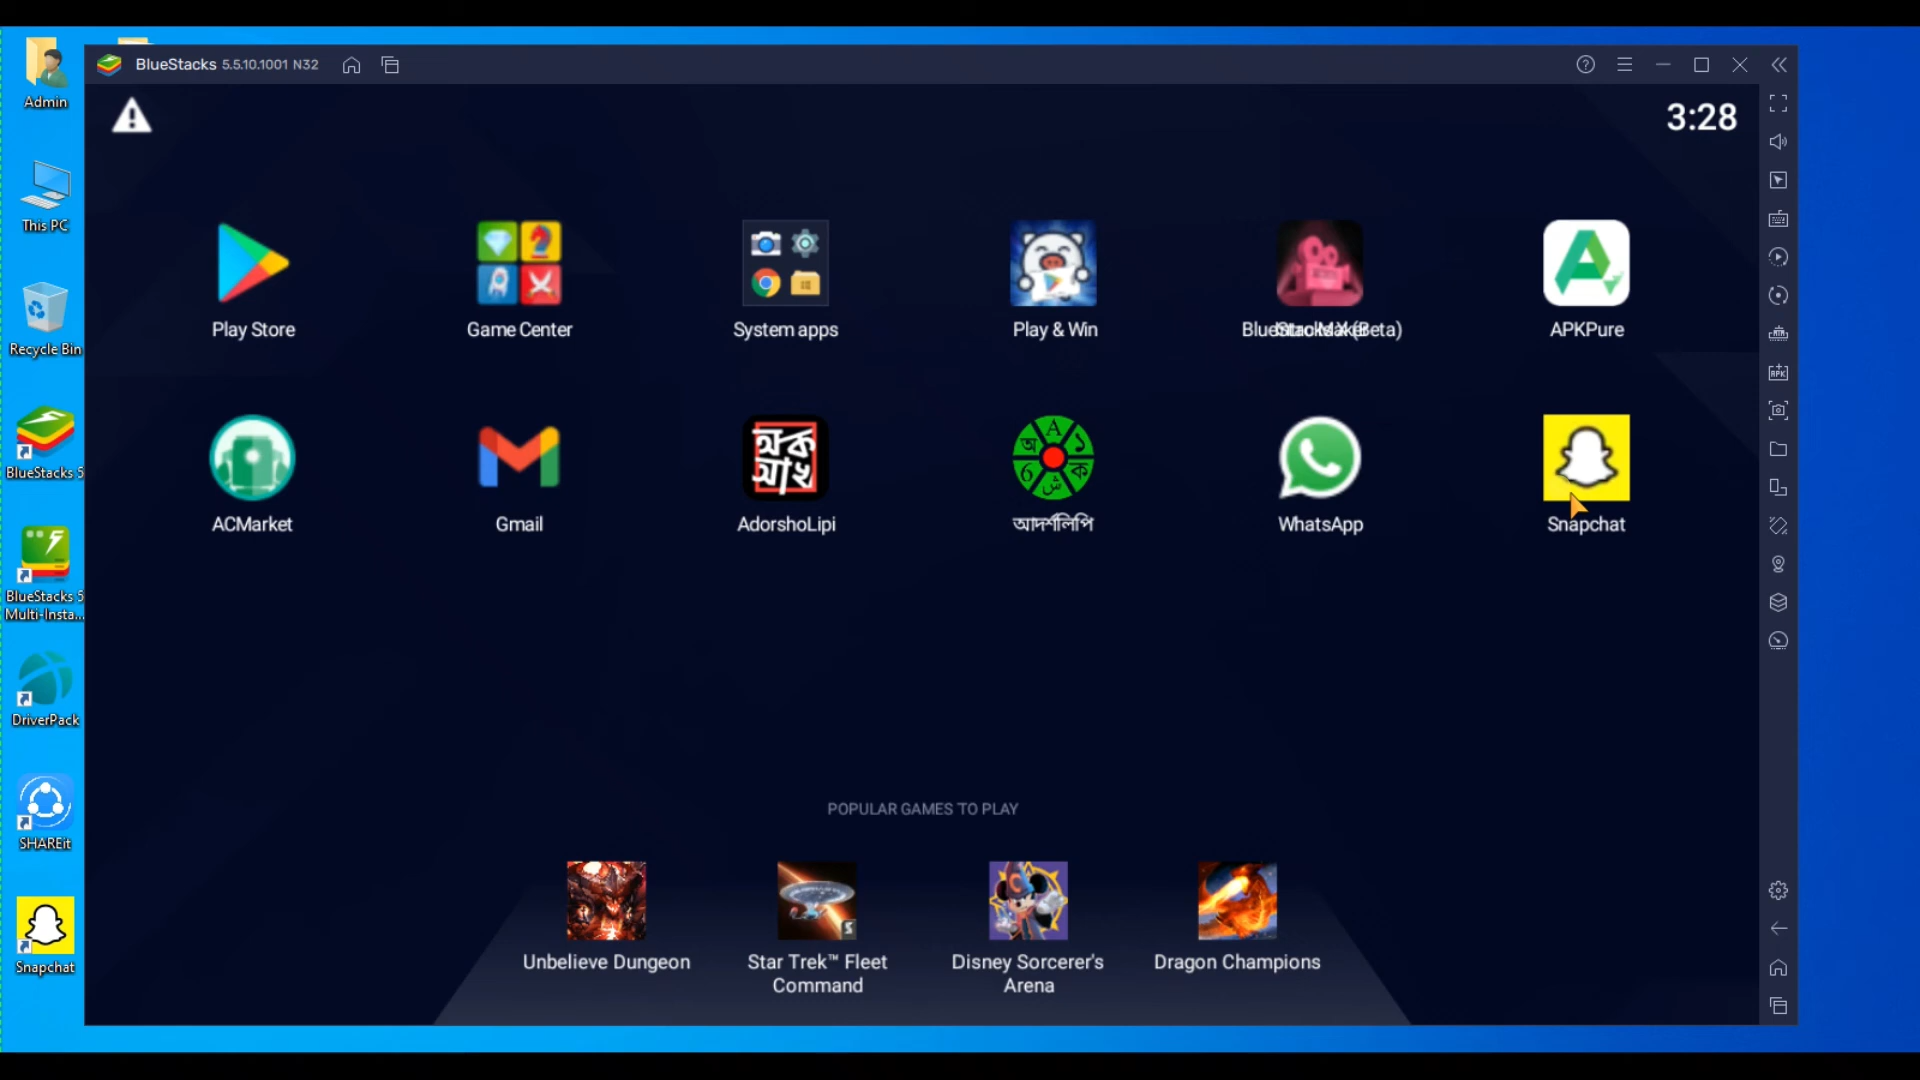 BlueStacks 5.5.10.1001 N32
3:28
Admin
This PC
Recycle Bin
BlueStacks 5
BlueStacks 5
Multi-Insta...
DriverPack
SHAREit
Snapchat
Play Store
Game Center
System apps
Play & Win
APKPure
ACMarket
Gmail
AdorshoLipi
আদর্শলিপি
WhatsApp
Snapchat
POPULAR GAMES TO PLAY
Unbelieve Dungeon
Star Trek™ Fleet
Command
Disney Sorcerer's
Arena
Dragon Champions